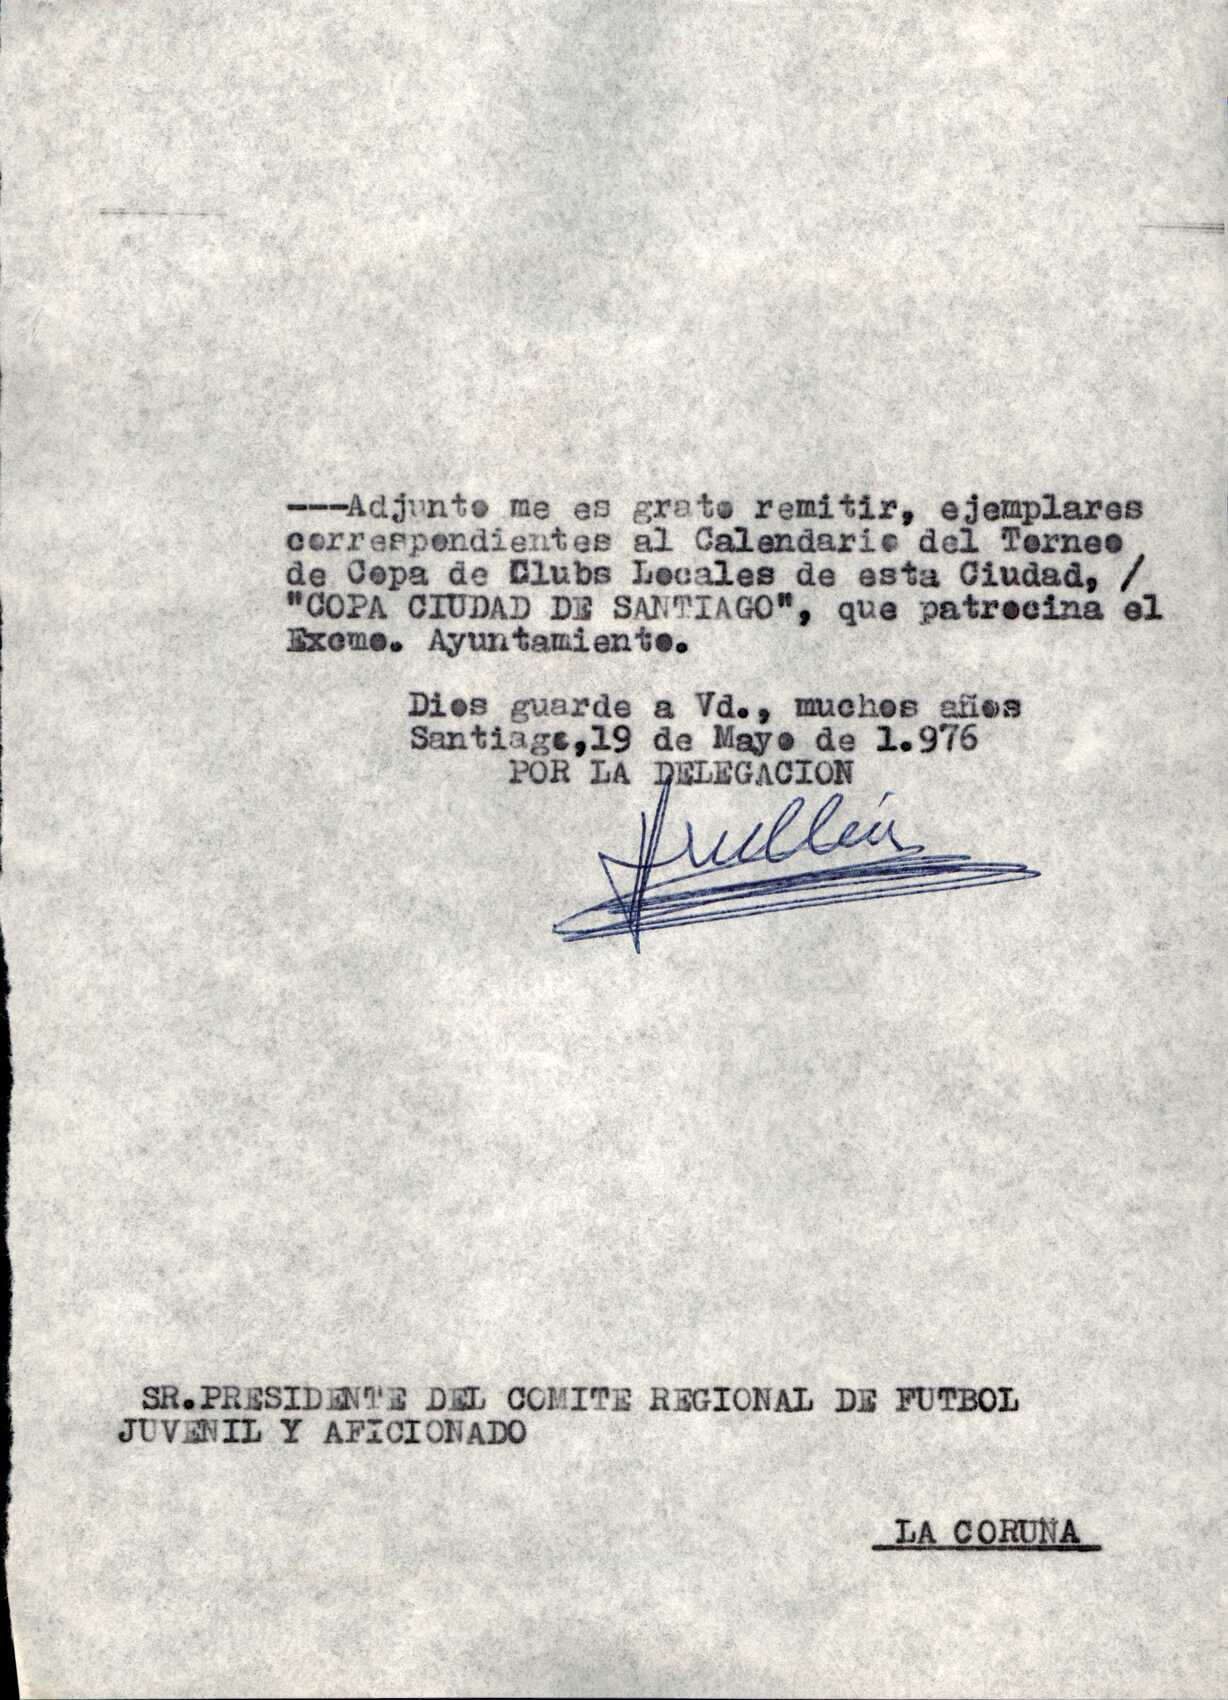 ---Adjunto me es grato remitir, ejemplares
correspondientes al Calendario del Torneo
de Copa de Clubs Locales de esta Ciudad, /
"COPA CIUDAD DE SANTIAGO", que patrocina el
Excmo. Ayuntamiento.
Dios guarde a Vd., muchos años
Santiago,19 de Mayo de 1.976
POR LA DELEGACION
SR.PRESIDENTE DEL COMITE REGIONAL DE FUTBOL
JUVENIL Y AFICIONADO
LA CORUÑA